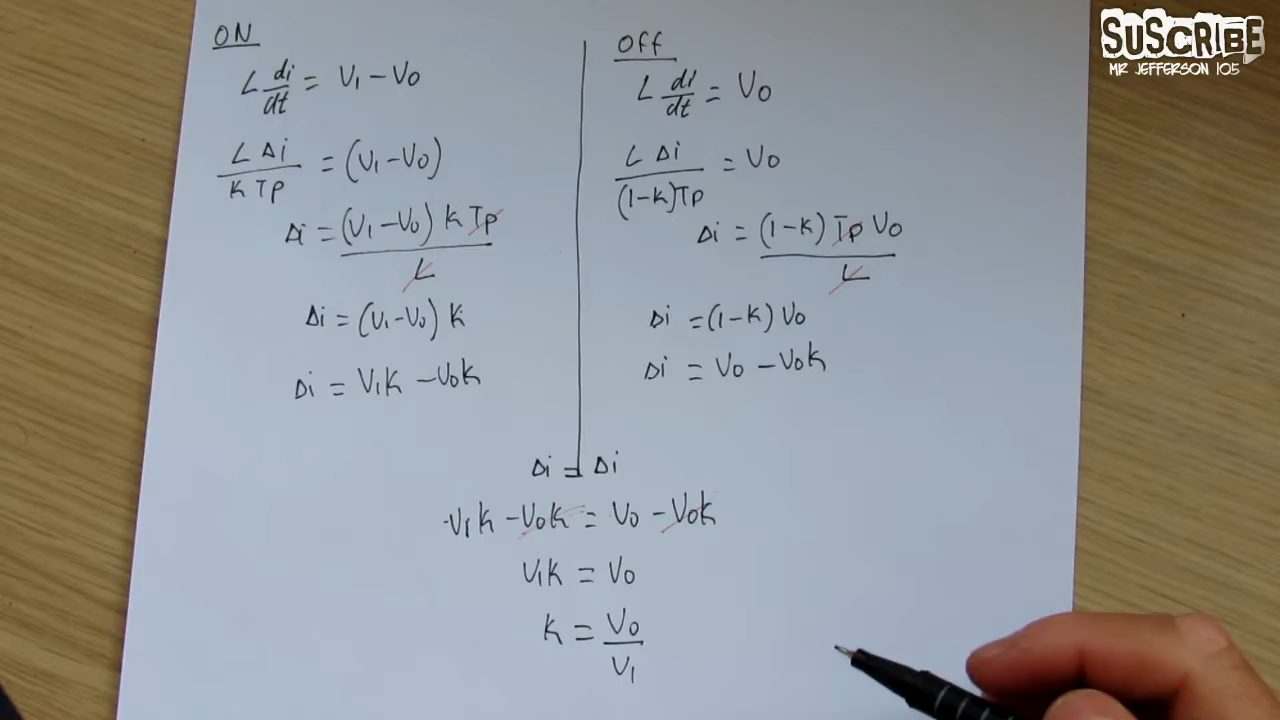 SUSCRIBE
MR JEFFERSON 105
ON
L di/dt = V1 - V0
L Δi / K TP = (V1 - V0)
Δi = (V1 - V0) K TP / L
Δi = (V1 - V0) K
Δi = V1K - V0K
Off
L di/dt = V0
L Δi / (1-K)TP = V0
Δi = (1-K) TP V0 / L
Δi = (1-K) V0
Δi = V0 - V0K
Δi = Δi
V1K - V0K = V0 - V0K
V1K = V0
K = V0 / V1